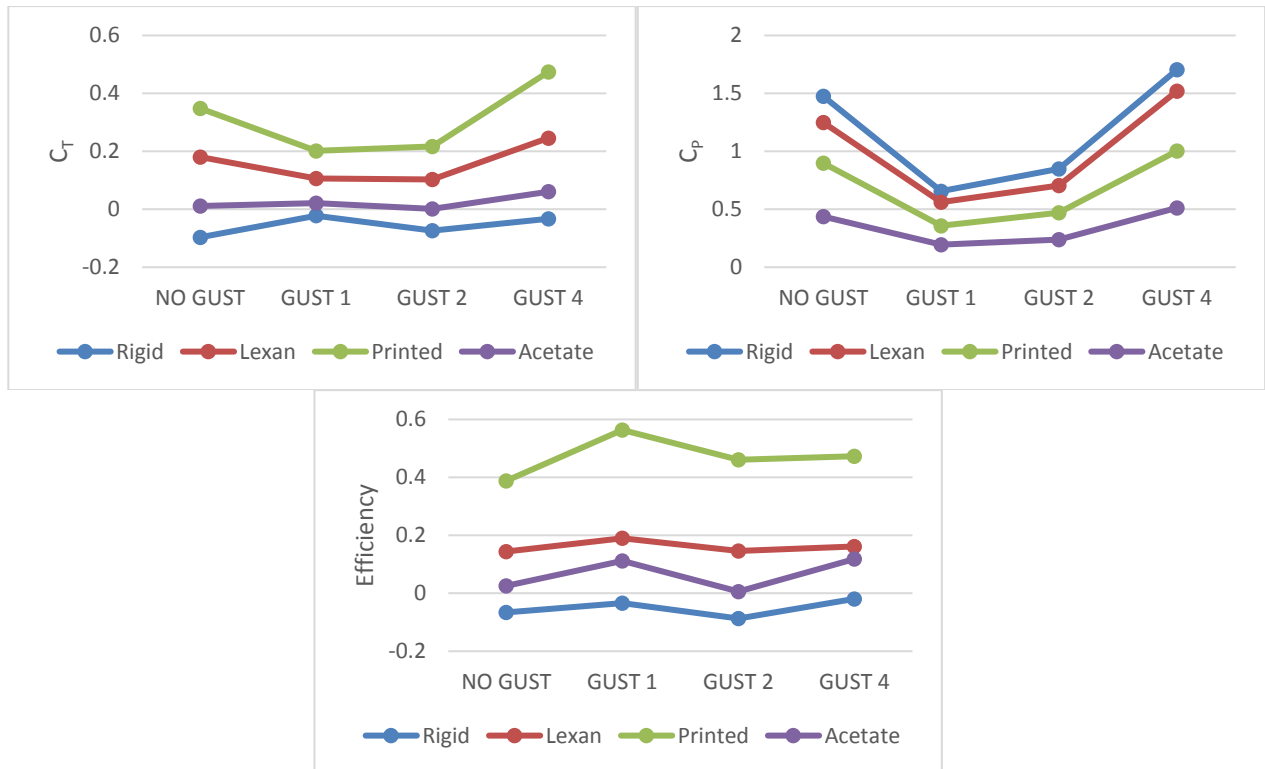 0.6
0.4
0.2
0
-0.2
C_T
NO GUST GUST 1 GUST 2 GUST 4
Rigid Lexan Printed Acetate
2
1.5
1
0.5
0
C_P
NO GUST GUST 1 GUST 2 GUST 4
Rigid Lexan Printed Acetate
0.6
0.4
0.2
0
-0.2
Efficiency
NO GUST GUST 1 GUST 2 GUST 4
Rigid Lexan Printed Acetate